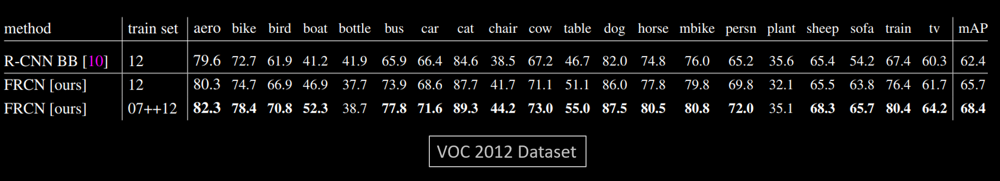 method train set aero bike bird boat bottle bus car cat chair cow table dog horse mbike persn plant sheep sofa train tv mAP
R-CNN BB [10] 12 79.6 72.7 61.9 41.2 41.9 65.9 66.4 84.6 38.5 67.2 46.7 82.0 74.8 76.0 65.2 35.6 65.4 54.2 67.4 60.3 62.4
FRCN [ours] 12 80.3 74.7 66.9 46.9 37.7 73.9 68.6 87.7 41.7 71.1 51.1 86.0 77.8 79.8 69.8 32.1 65.5 63.8 76.4 61.7 65.7
FRCN [ours] 07++12 82.3 78.4 70.8 52.3 38.7 77.8 71.6 89.3 44.2 73.0 55.0 87.5 80.5 80.8 72.0 35.1 68.3 65.7 80.4 64.2 68.4
VOC 2012 Dataset